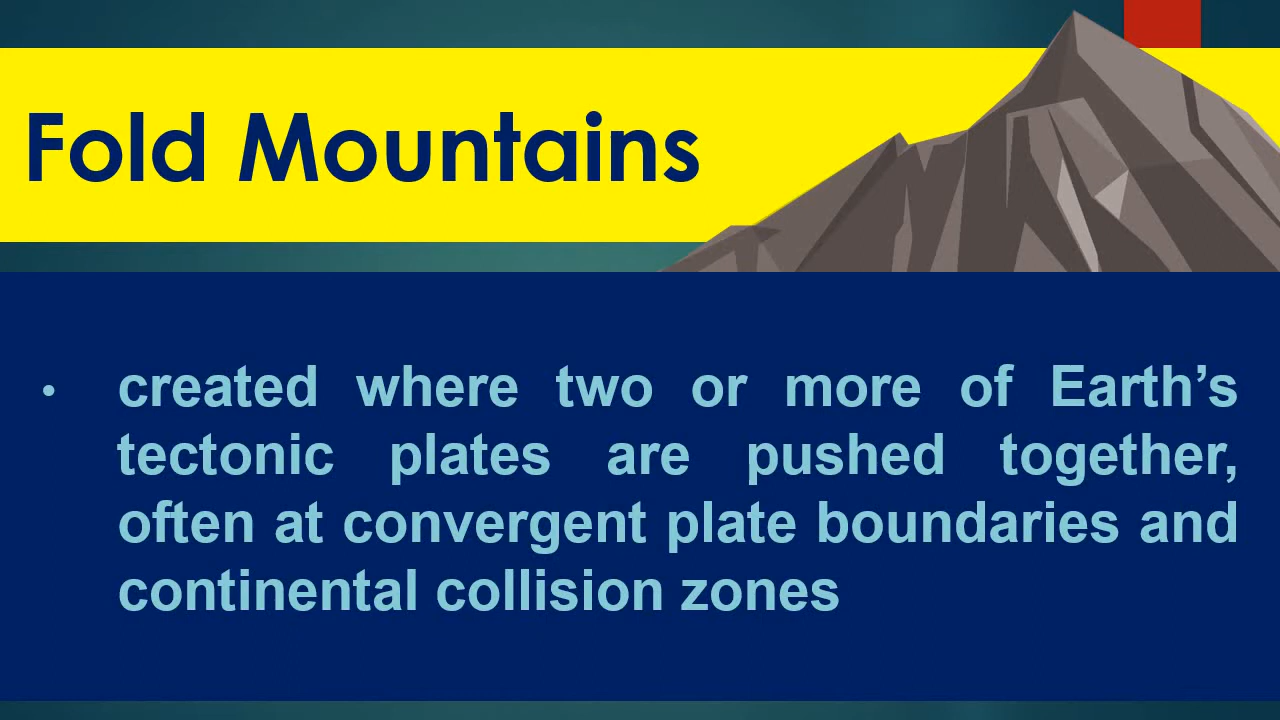 Fold Mountains
• created where two or more of Earth’s
tectonic plates are pushed together,
often at convergent plate boundaries and
continental collision zones